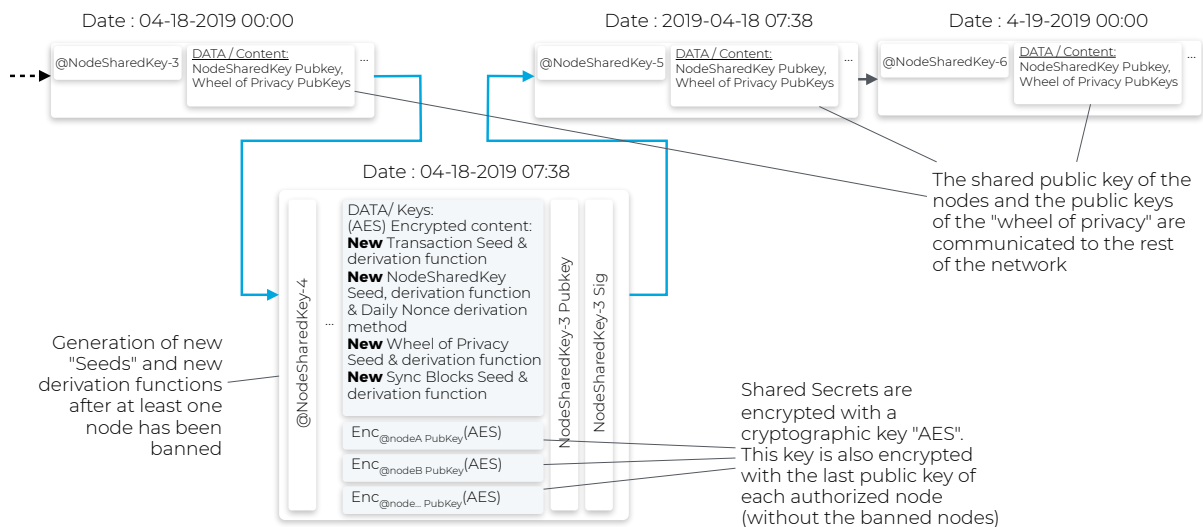 Date : 04-18-2019 00:00
@NodeSharedKey-3
DATA / Content:
NodeSharedKey Pubkey,
Wheel of Privacy PubKeys
...
Date : 2019-04-18 07:38
@NodeSharedKey-5
DATA / Content:
NodeSharedKey Pubkey,
Wheel of Privacy PubKeys
...
Date : 4-19-2019 00:00
@NodeSharedKey-6
DATA / Content:
NodeSharedKey Pubkey,
Wheel of Privacy PubKeys
...
Date : 04-18-2019 07:38
@NodeSharedKey-4
...
DATA/ Keys:
(AES) Encrypted content:
New Transaction Seed &
derivation function
New NodeSharedKey
Seed, derivation function
& Daily Nonce derivation
method
New Wheel of Privacy
Seed & derivation function
New Sync Blocks Seed &
derivation function
Enc@nodeA PubKey(AES)
Enc@nodeB PubKey(AES)
Enc@node... PubKey(AES)
NodeSharedKey-3 Pubkey
NodeSharedKey-3 Sig
The shared public key of the
nodes and the public keys
of the "wheel of privacy" are
communicated to the rest
of the network
Generation of new
"Seeds" and new
derivation functions
after at least one
node has been
banned
Shared Secrets are
encrypted with a
cryptographic key "AES".
This key is also encrypted
with the last public key of
each authorized node
(without the banned nodes)